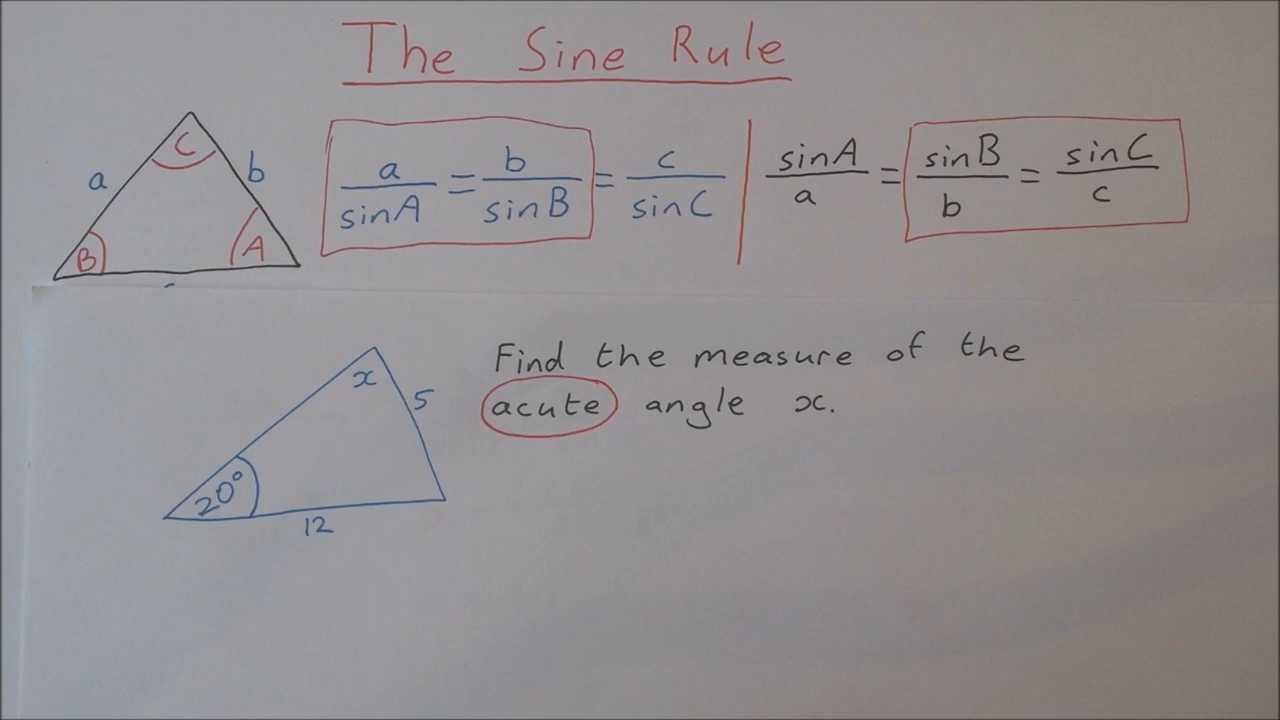 The Sine Rule
a
C
b
B
A
a/sinA = b/sinB = c/sinC | sinA/a = sinB/b = sinC/c
Find the measure of the
acute angle x.
x
5
20°
12